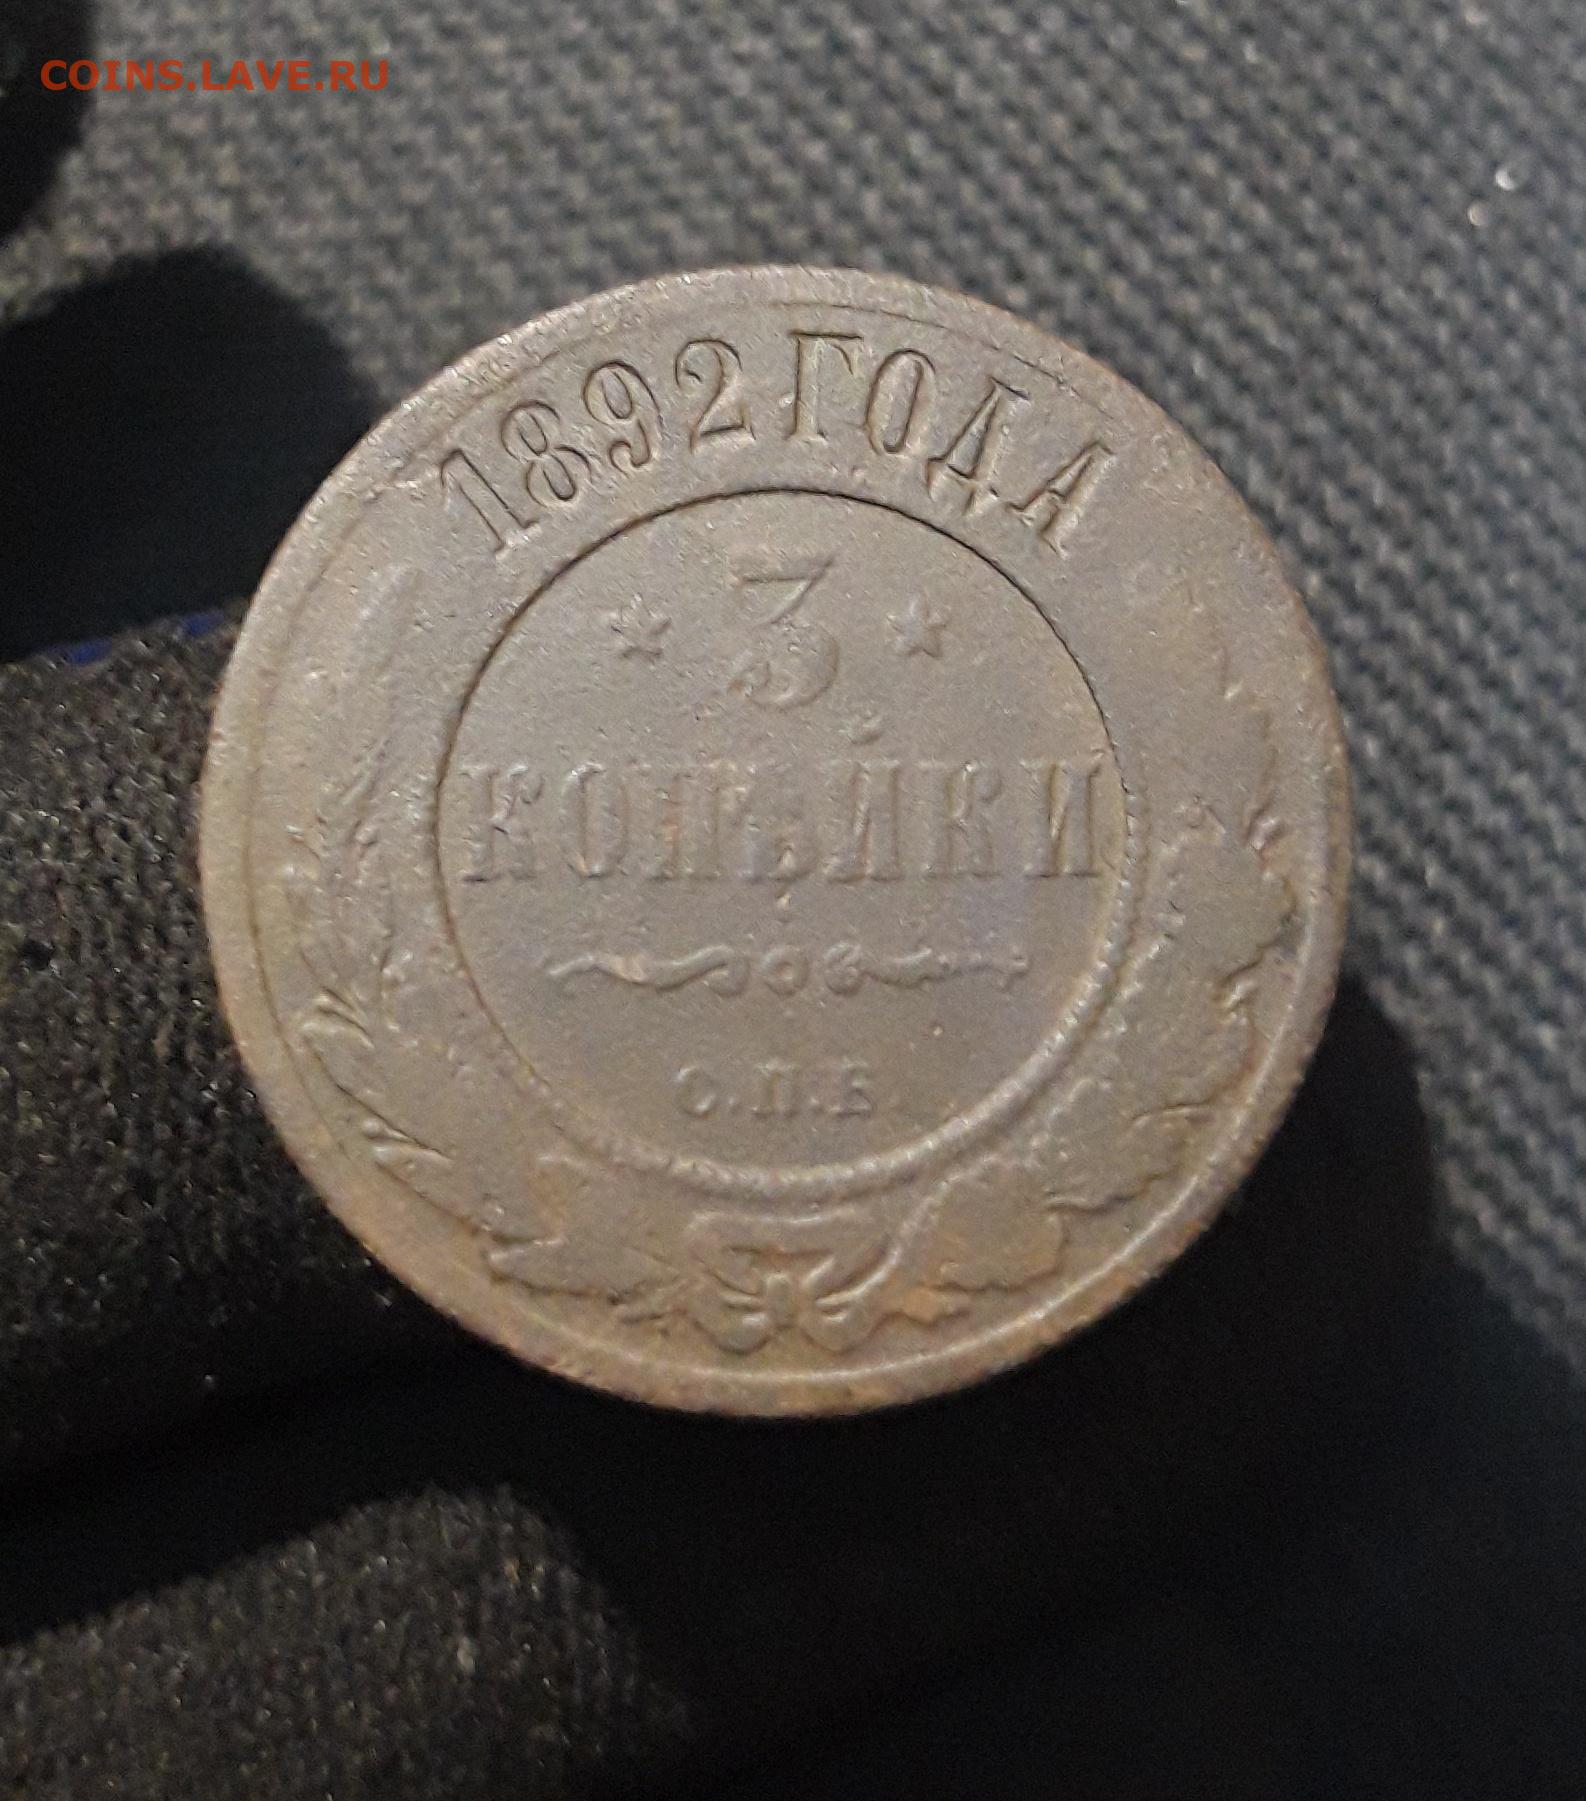 COINS.LAVE.RU
1892 ГОДА
3
КОПѢЙКИ
С.П.Б